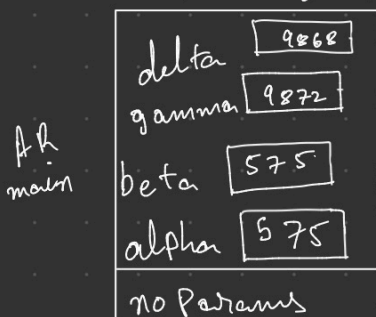 delta 9868
gamma 9872
AR
main
beta 575
alpha 575
no Params